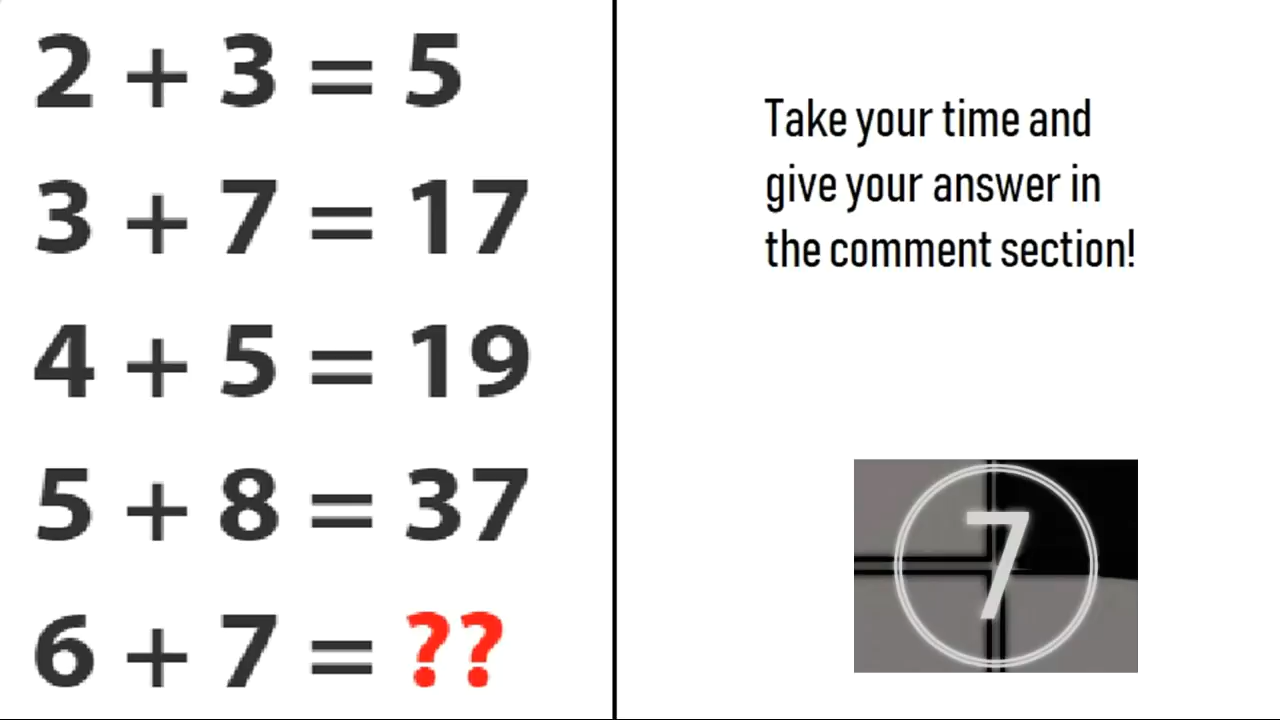 2 + 3 = 5
3 + 7 = 17
4 + 5 = 19
5 + 8 = 37
6 + 7 = ??
Take your time and
give your answer in
the comment section!
7